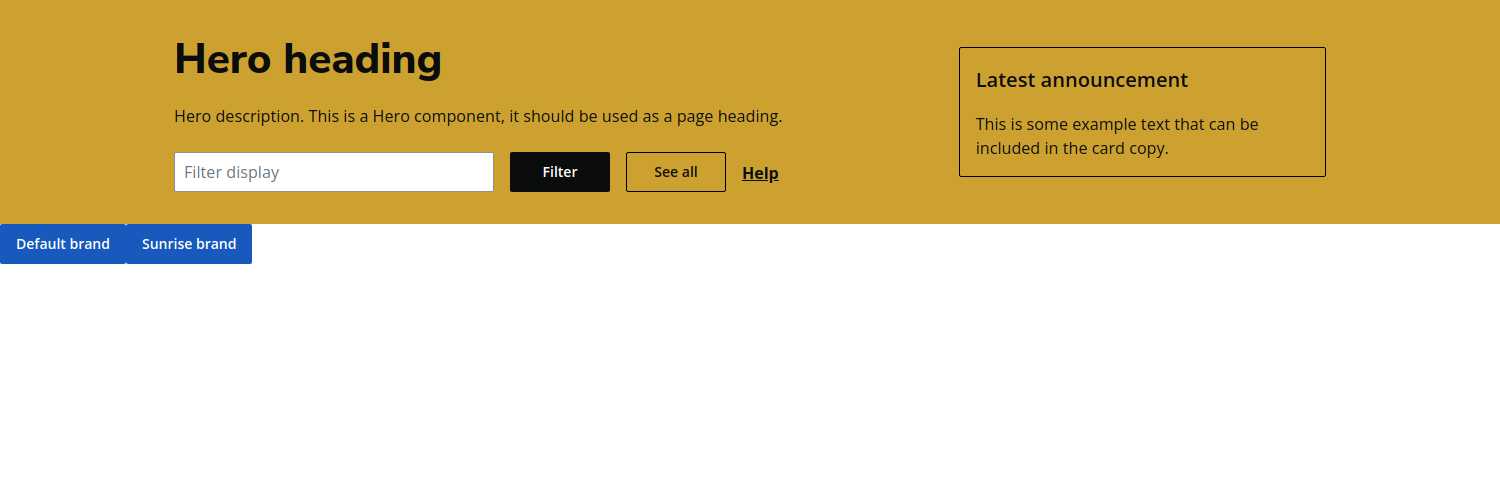 Hero heading
Hero description. This is a Hero component, it should be used as a page heading.
Filter display
Filter
See all
Help
Latest announcement
This is some example text that can be
included in the card copy.
Default brand
Sunrise brand